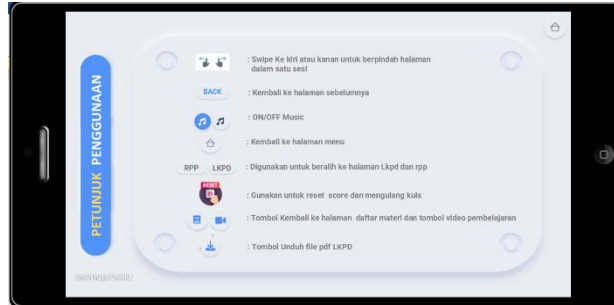 PETUNJUK PENGGUNAAN
: Swipe Ke kiri atau kanan untuk berpindah halaman
dalam satu sesi
BACK : Kembali ke halaman sebelumnya
: ON/OFF Music
: Kembali ke halaman menu
RPP LKPD : Digunakan untuk beralih ke halaman Lkpd dan rpp
RESET : Gunakan untuk reset score dan mengulang kuis
: Tombol Kembali ke halaman daftar materi dan tombol video pembelajaran
: Tombol Unduh file pdf LKPD
Smart Apps Creator